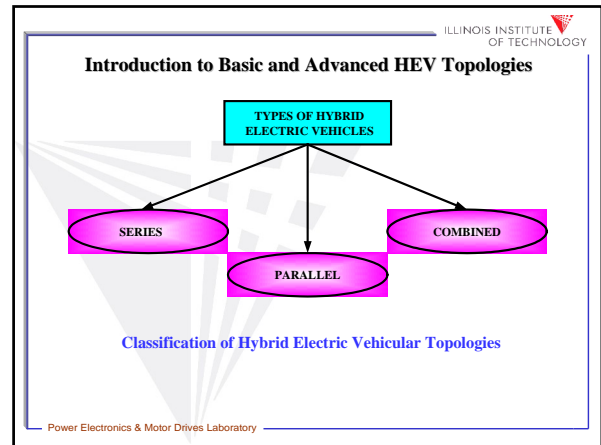 ILLINOIS INSTITUTE
OF TECHNOLOGY
Introduction to Basic and Advanced HEV Topologies
TYPES OF HYBRID
ELECTRIC VEHICLES
SERIES
COMBINED
PARALLEL
Classification of Hybrid Electric Vehicular Topologies
Power Electronics & Motor Drives Laboratory